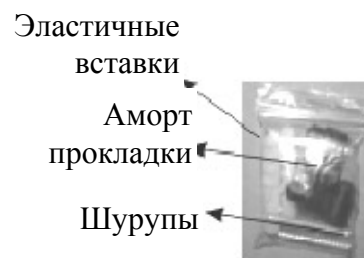 Эластичные
вставки
Аморт
прокладки
Шурупы